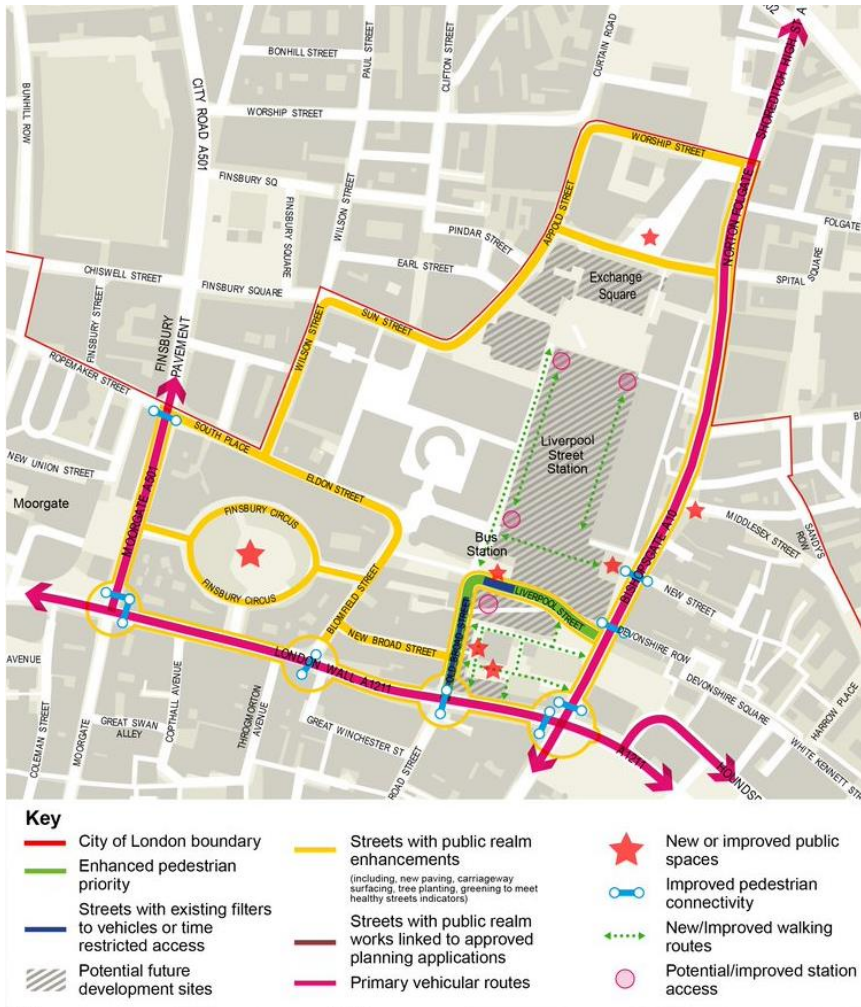 BONHILL STREET
PAUL STREET
CLIFTON STREET
CURTAIN ROAD
SHOREDITCH HIGH ST A
BUNHILL ROW
CITY ROAD A501
WORSHIP STREET
WORSHIP STREET
FINSBURY SQ
FINSBURY SQUARE
WILSON STREET
PINDAR STREET
APPOLD STREET
NORTON FOLGATE
FOLGATE
EARL STREET
SPITAL SQUARE
CHISWELL STREET
FINSBURY SQUARE
Exchange
Square
FINSBURY STREET
FINSBURY
PAVEMENT
WILSON STREET
SUN STREET
ROPEMAKER STREET
SOUTH PLACE
NEW UNION STREET
Liverpool
Street
Station
ELDON STREET
Moorgate
MOORGATE A501
FINSBURY CIRCUS
FINSBURY CIRCUS
Bus
Station
BISHOPSGATE A10
MIDDLESEX STREET
SANDY'S
ROW
NEW STREET
LIVERPOOL STREET
BLOMFIELD STREET
OLD BROAD STREET
DEVONSHIRE ROW
NEW BROAD STREET
LONDON WALL A1211
AVENUE
DEVONSHIRE SQUARE
HARROW PLACE
COLEMAN STREET
MOORGATE
GREAT SWAN
ALLEY
COPTHALL AVENUE
THROGMORTON
AVENUE
GREAT WINCHESTER ST
ROAD STREET
A1211
HOUNDSD
WHITE KENNETT ST
Key
City of London boundary
Enhanced pedestrian
priority
Streets with existing filters
to vehicles or time
restricted access
Potential future
development sites
Streets with public realm
enhancements
(including, new paving, carriageway
surfacing, tree planting, greening to meet
healthy streets indicators)
Streets with public realm
works linked to approved
planning applications
Primary vehicular routes
New or improved public
spaces
Improved pedestrian
connectivity
New/Improved walking
routes
Potential/improved station
access